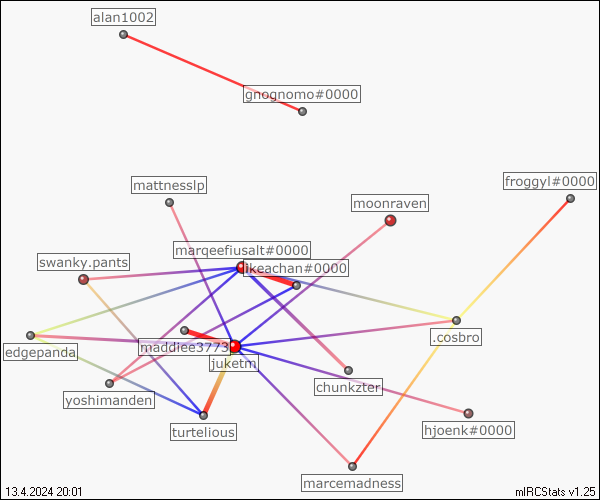 alan1002
gnognomo#0000
mattnesslp
froggyl#0000
moonraven
marqeefiusalt#0000
swanky.pants
ikeachan#0000
.cosbro
maddiee3773
edgepanda
juketm
chunkzter
yoshimanden
turtelious
hjoenk#0000
marcemadness
13.4.2024 20:01
mIRCStats v1.25